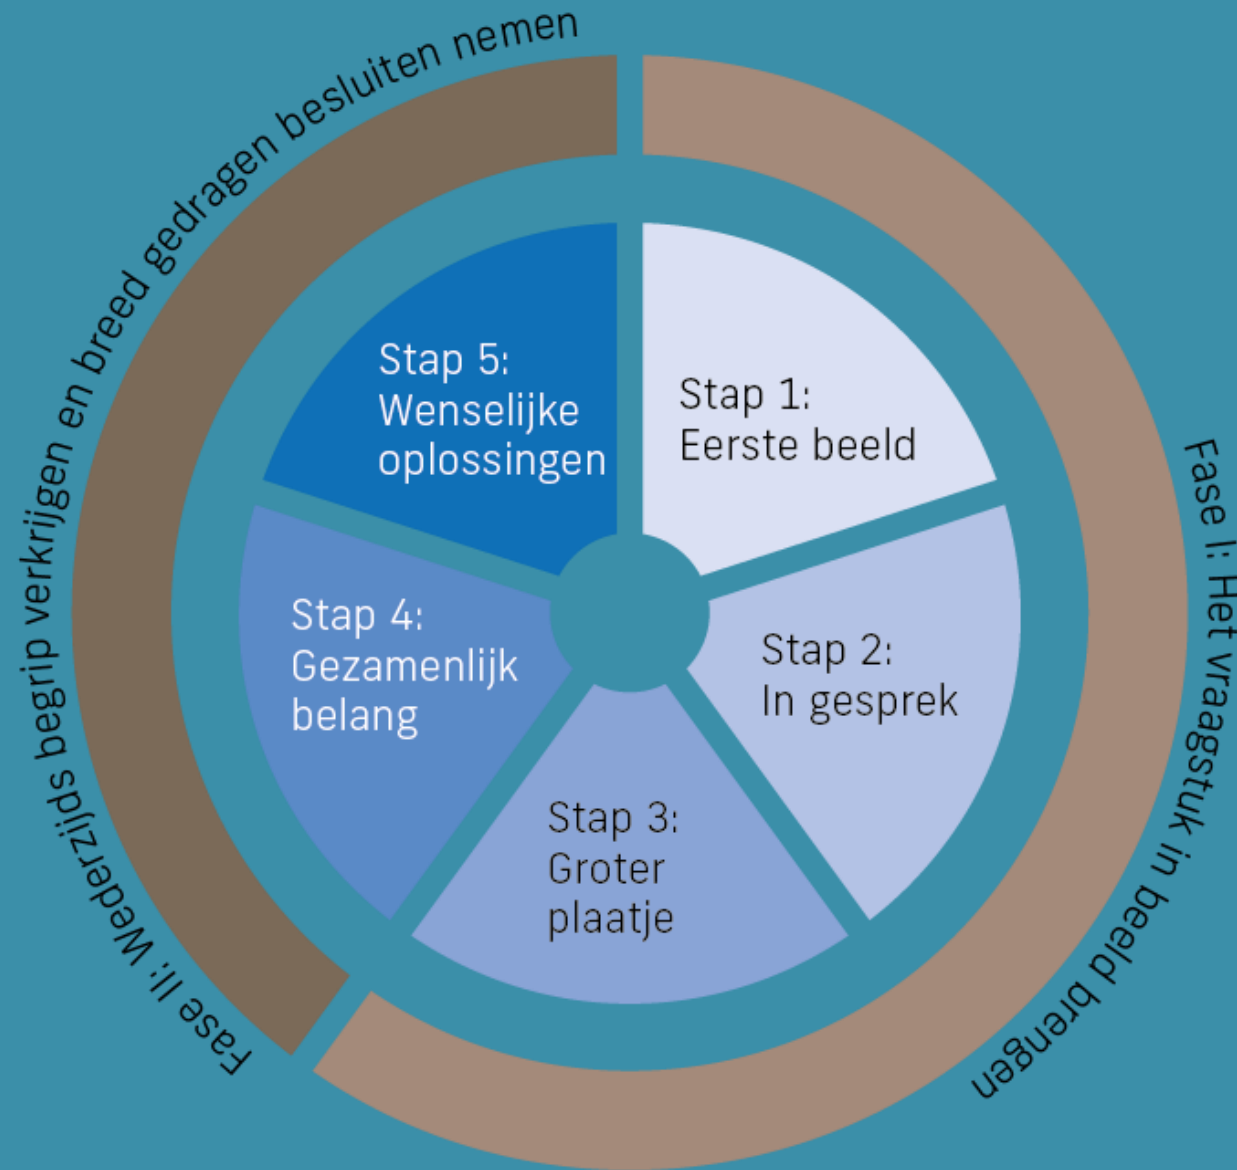 Fase I: Het vraagstuk in beeld brengen
Stap 1:
Eerste beeld
Stap 2:
In gesprek
Stap 3:
Groter
plaatje
Fase II: Wederzijds begrip verkrijgen en breed gedragen besluiten nemen
Stap 4:
Gezamenlijk
belang
Stap 5:
Wenselijke
oplossingen